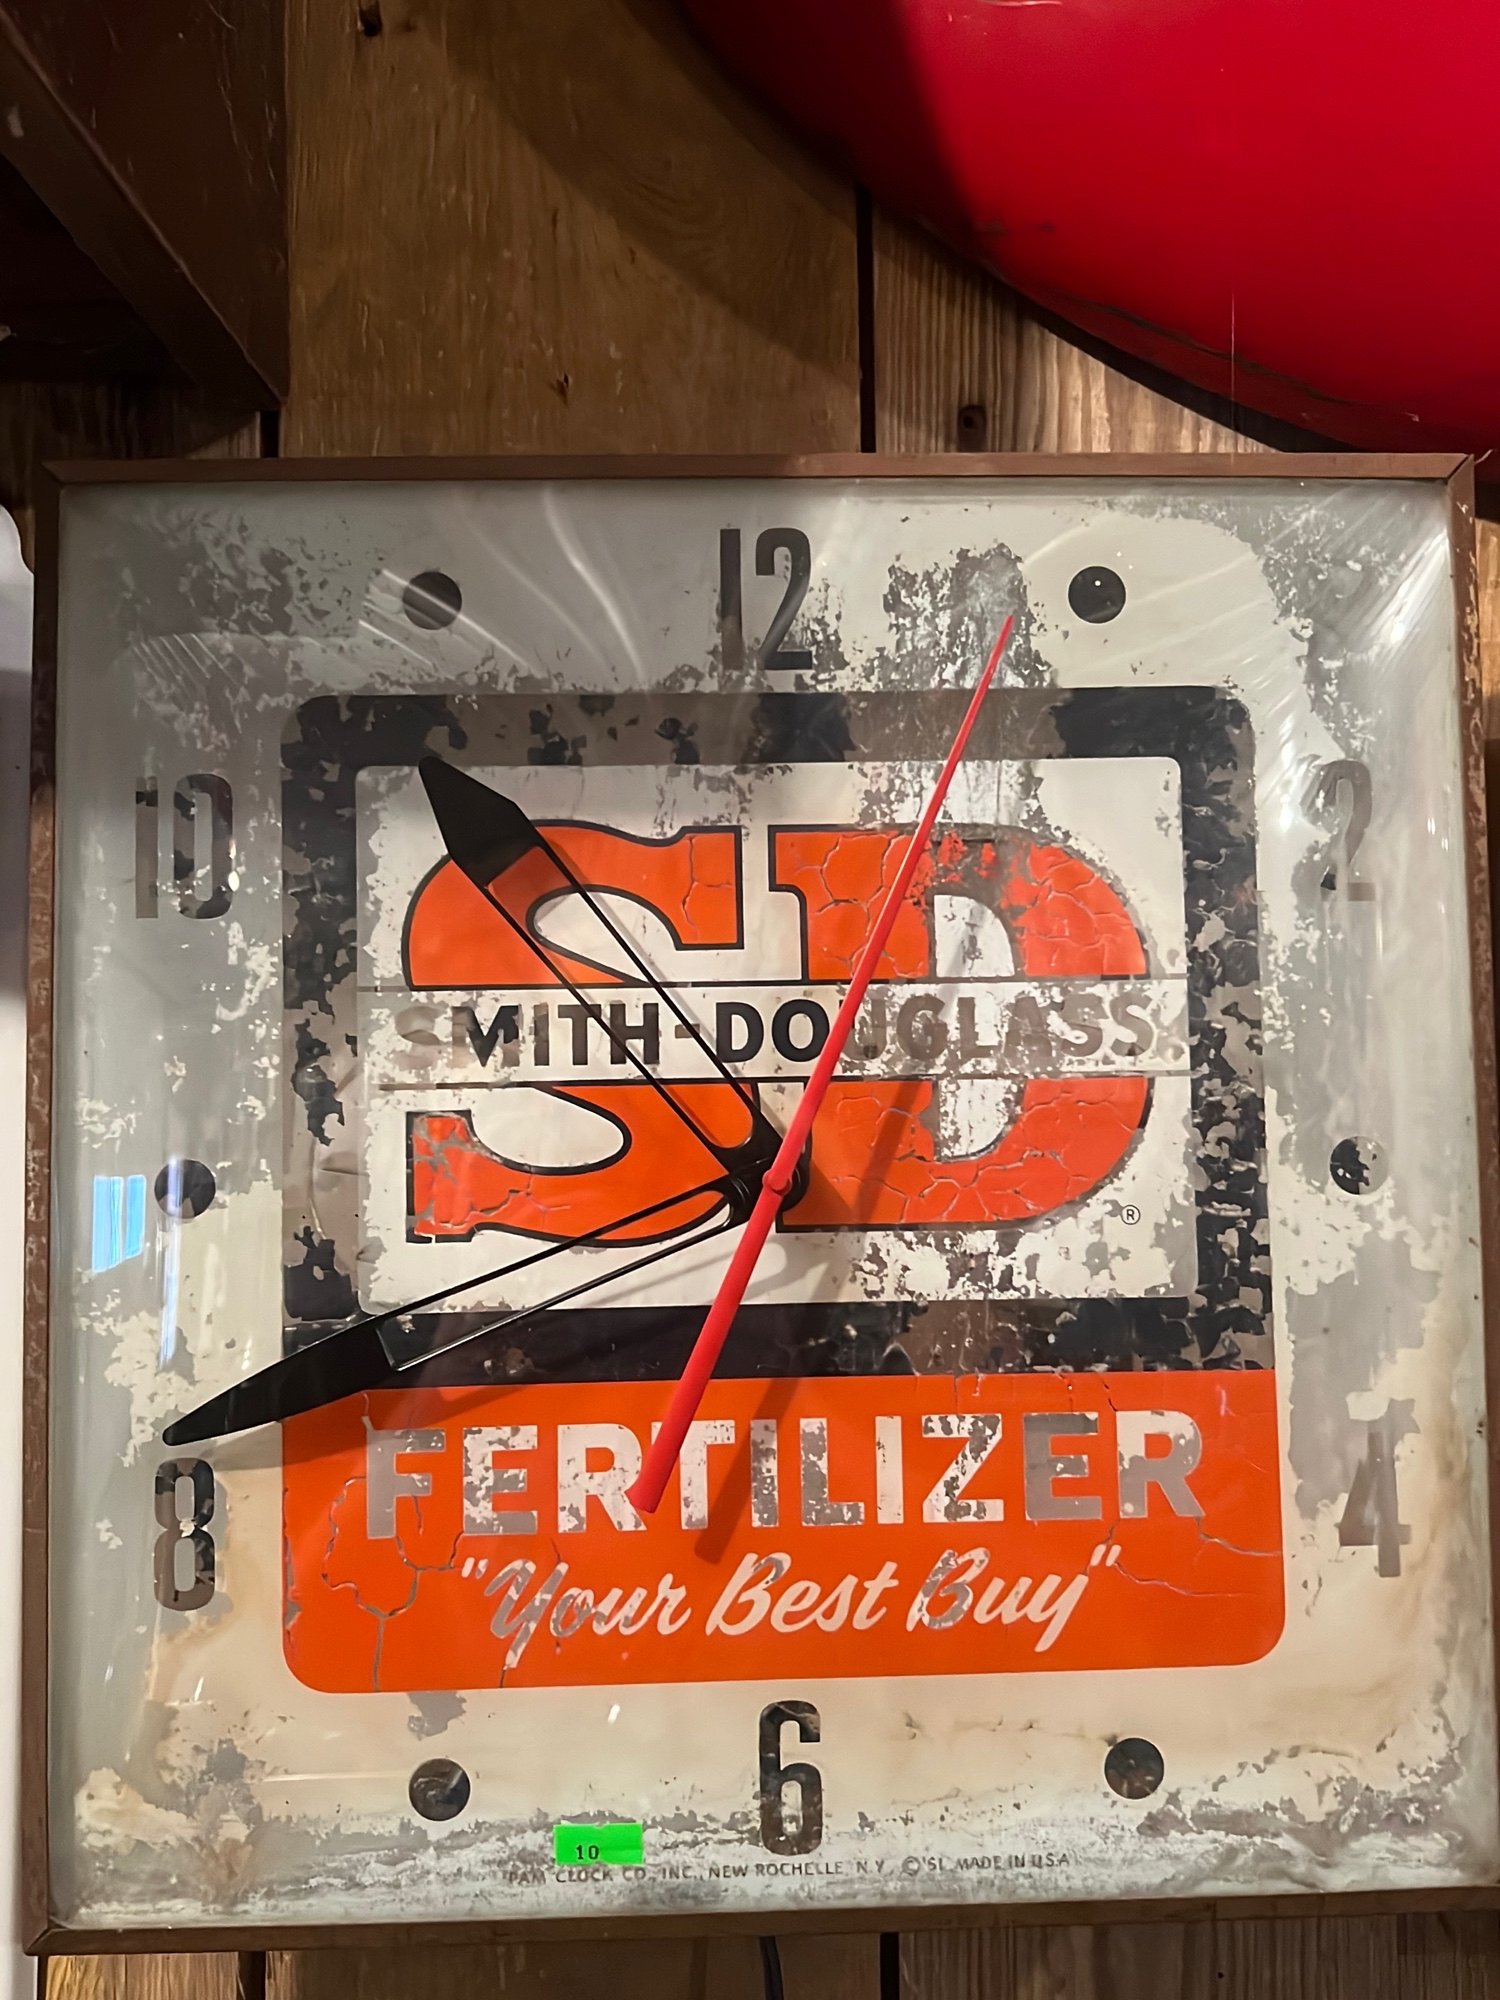 12
10
2
SD
SMITH-DOUGLASS
®
8
4
FERTILIZER
"Your Best Buy"
6
10
PAM CLOCK CO., INC., NEW ROCHELLE, N.Y. © '51 MADE IN U.S.A.